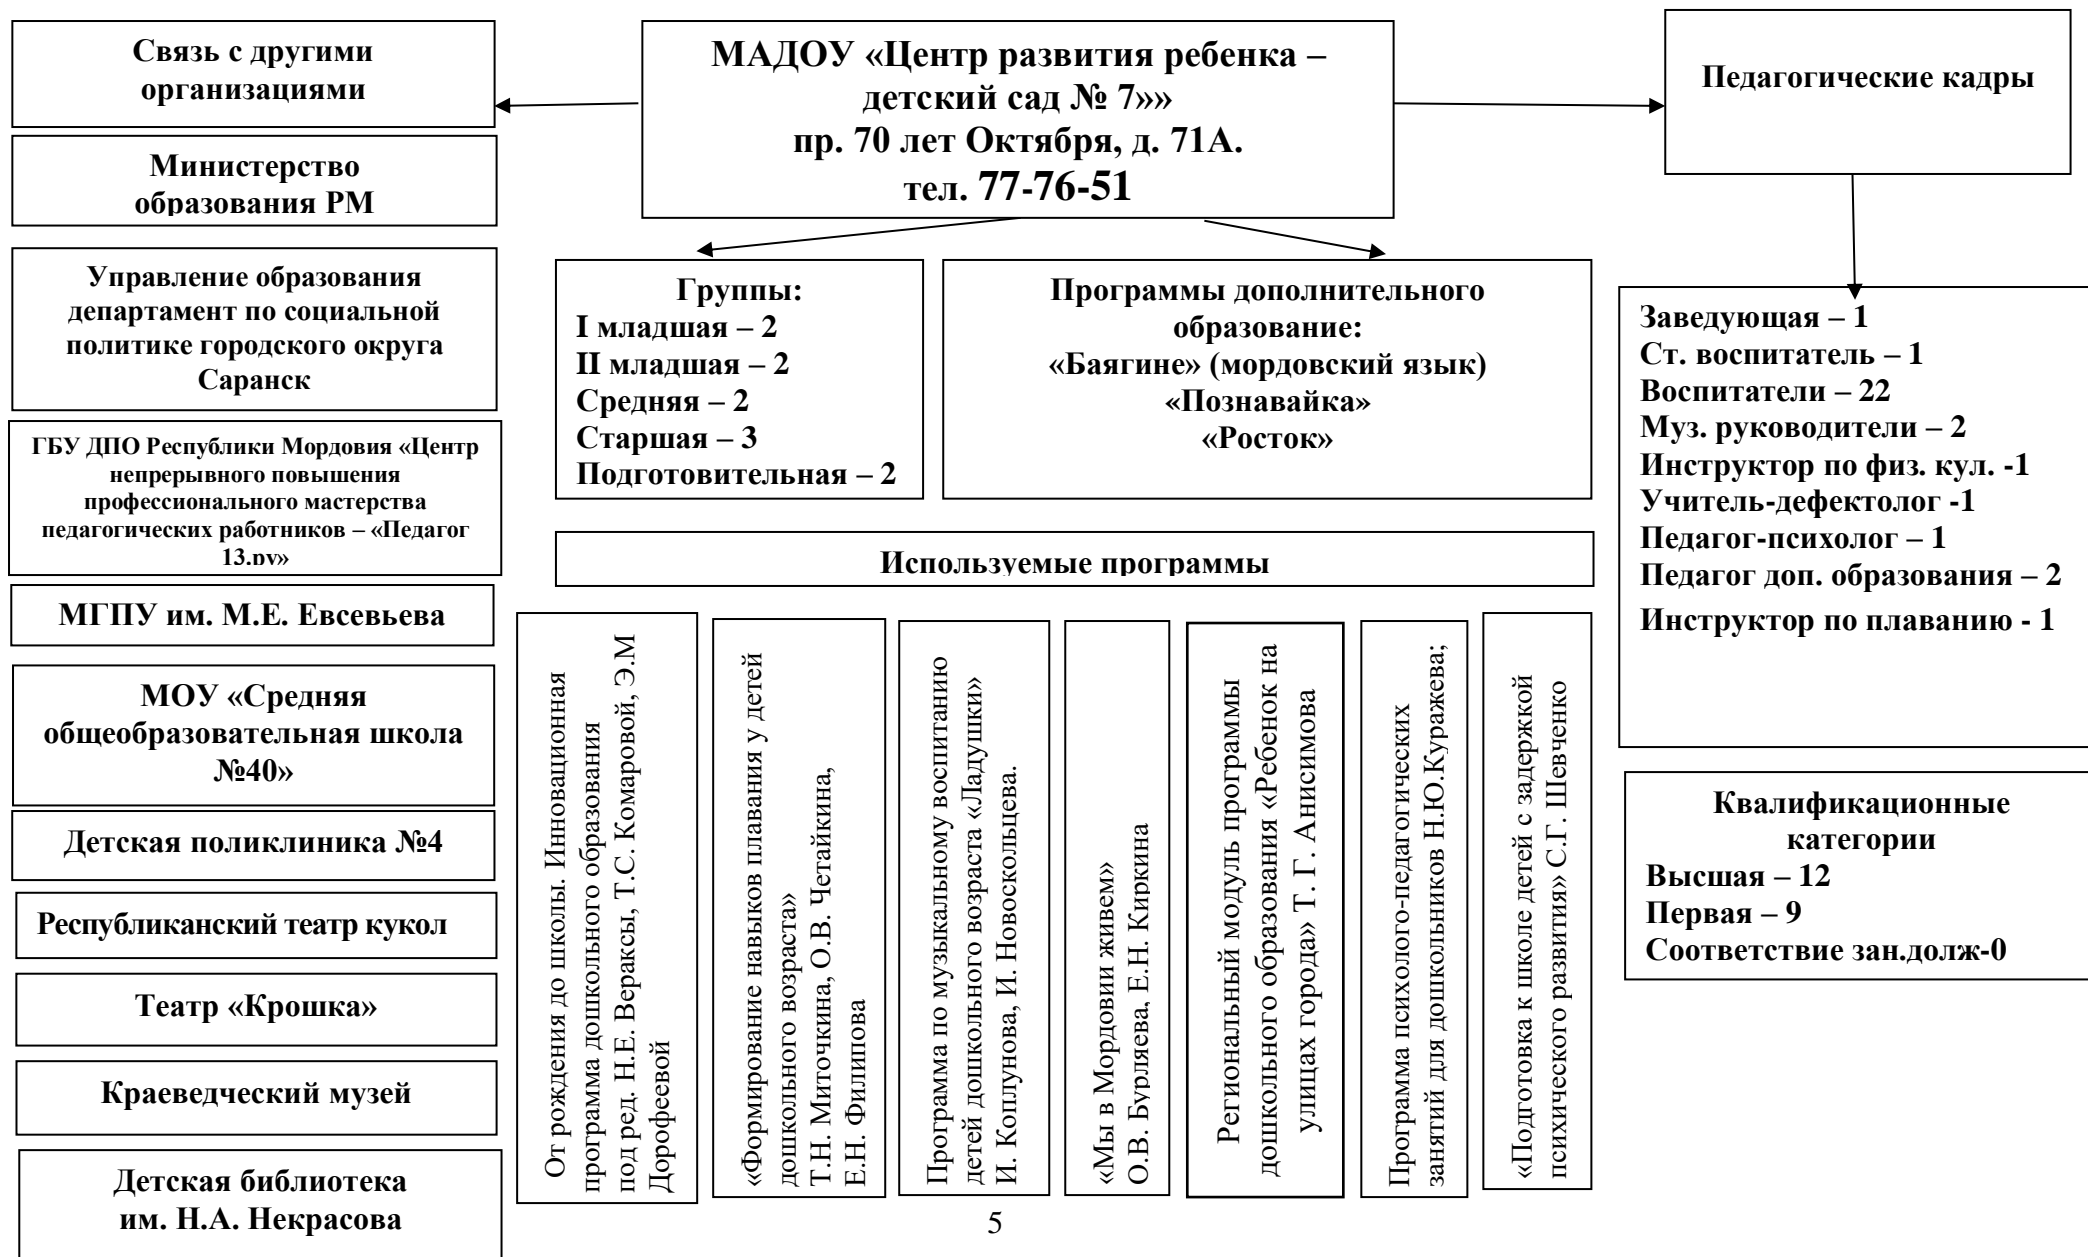 Связь с другими
организациями
Министерство
образования РМ
Управление образования
департамент по социальной
политике городского округа
Саранск
ГБУ ДПО Республики Мордовия «Центр
непрерывного повышения
профессионального мастерства
педагогических работников – «Педагог
13.ру»
МГПУ им. М.Е. Евсевьева
МОУ «Средняя
общеобразовательная школа
№40»
Детская поликлиника №4
Республиканский театр кукол
Театр «Крошка»
Краеведческий музей
Детская библиотека
им. Н.А. Некрасова
МАДОУ «Центр развития ребенка –
детский сад № 7»»
пр. 70 лет Октября, д. 71А.
тел. 77-76-51
Группы:
I младшая – 2
II младшая – 2
Средняя – 2
Старшая – 3
Подготовительная – 2
Программы дополнительного
образование:
«Баягине» (мордовский язык)
«Познавайка»
«Росток»
Используемые программы
От рождения до школы. Инновационная
программа дошкольного образования
под ред. Н.Е. Вераксы, Т.С. Комаровой, Э.М
Дорофеевой
«Формирование навыков плавания у детей
дошкольного возраста»
Т.Н. Миточкина, О.В. Четайкина,
Е.Н. Филипова
Программа по музыкальному воспитанию
детей дошкольного возраста «Ладушки»
И. Коплунова, И. Новоскольцева.
«Мы в Мордовии живем»
О.В. Бурляева, Е.Н. Киркина
Региональный модуль программы
дошкольного образования «Ребенок на
улицах города» Т. Г. Анисимова
Программа психолого-педагогических
занятий для дошкольников Н.Ю.Куражева;
«Подготовка к школе детей с задержкой
психического развития» С.Г. Шевченко
Педагогические кадры
Заведующая – 1
Ст. воспитатель – 1
Воспитатели – 22
Муз. руководители – 2
Инструктор по физ. кул. -1
Учитель-дефектолог -1
Педагог-психолог – 1
Педагог доп. образования – 2
Инструктор по плаванию - 1
Квалификационные
категории
Высшая – 12
Первая – 9
Соответствие зан.долж-0
5